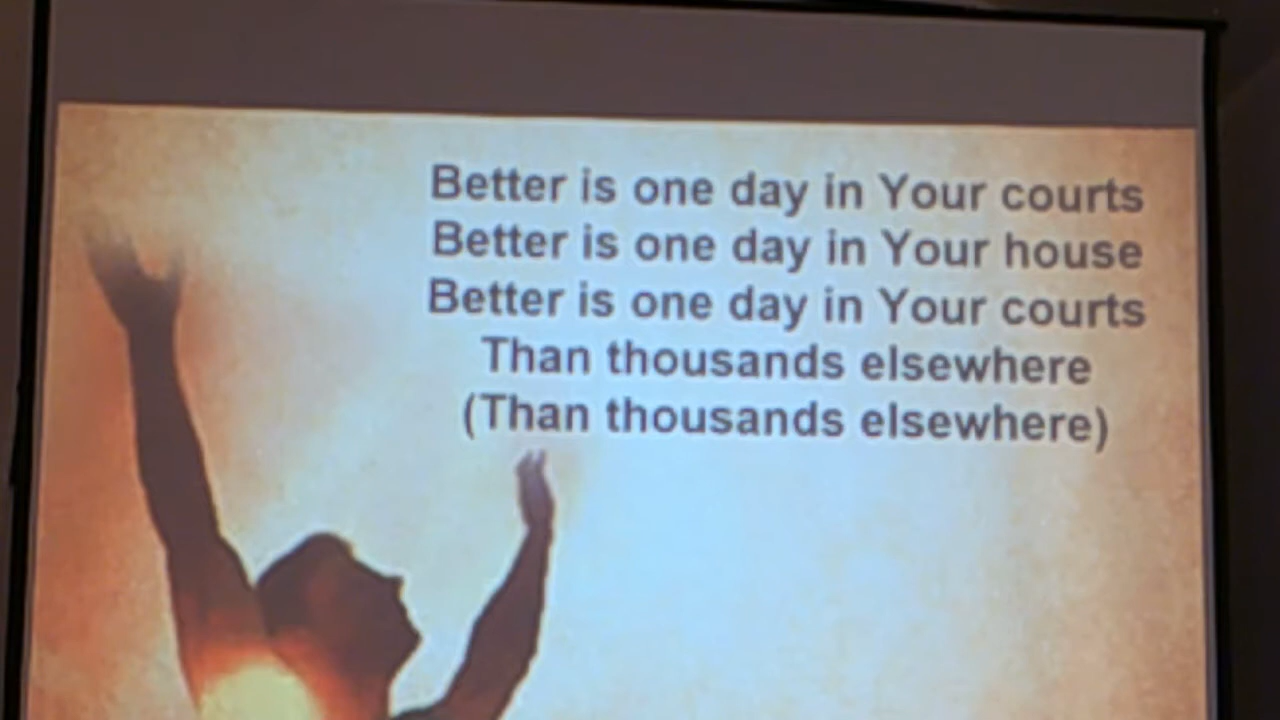 Better is one day in Your courts
Better is one day in Your house
Better is one day in Your courts
Than thousands elsewhere
(Than thousands elsewhere)